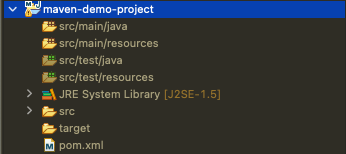 maven-demo-project
src/main/java
src/main/resources
src/test/java
src/test/resources
JRE System Library [J2SE-1.5]
src
target
pom.xml